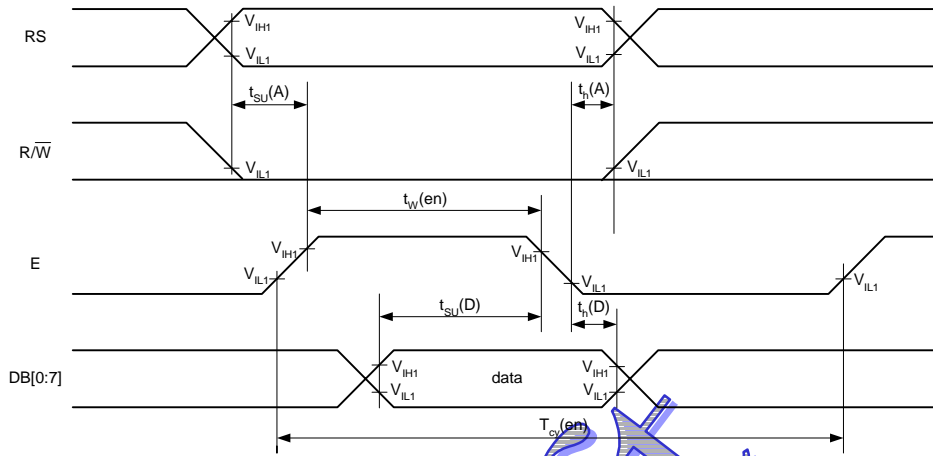 RS
V_IH1
V_IH1
V_IL1
V_IL1
t_SU(A)
t_h(A)
R/W̅
V_IL1
V_IL1
t_W(en)
E
V_IH1
V_IH1
V_IL1
V_IL1
V_IL1
t_SU(D)
t_h(D)
DB[0:7]
V_IH1
data
V_IH1
V_IL1
V_IL1
T_cy(en)